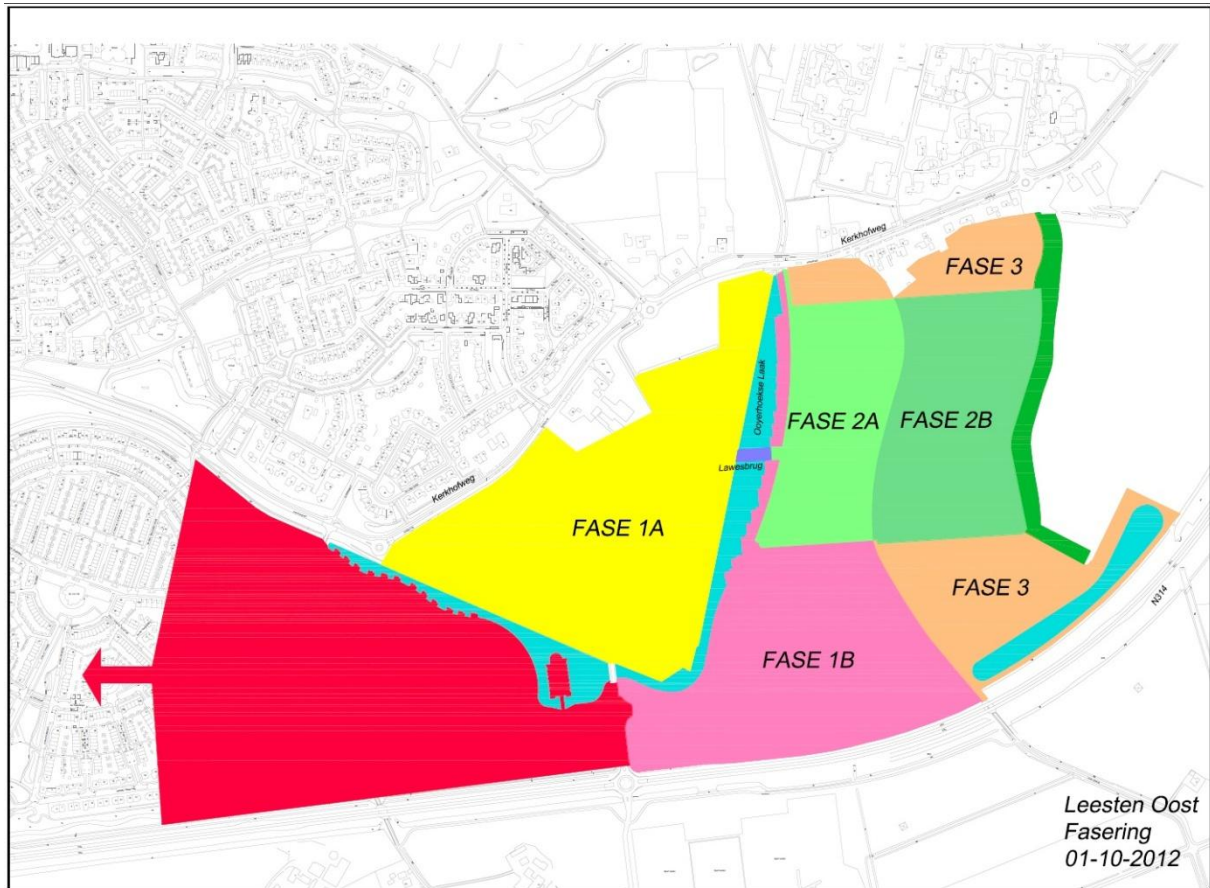 Kerkhofweg
FASE 3
Ooyerhoekse Laak
FASE 2A
FASE 2B
Lawesbrug
Kerkhofweg
FASE 1A
FASE 3
N314
FASE 1B
Leesten Oost
Fasering
01-10-2012